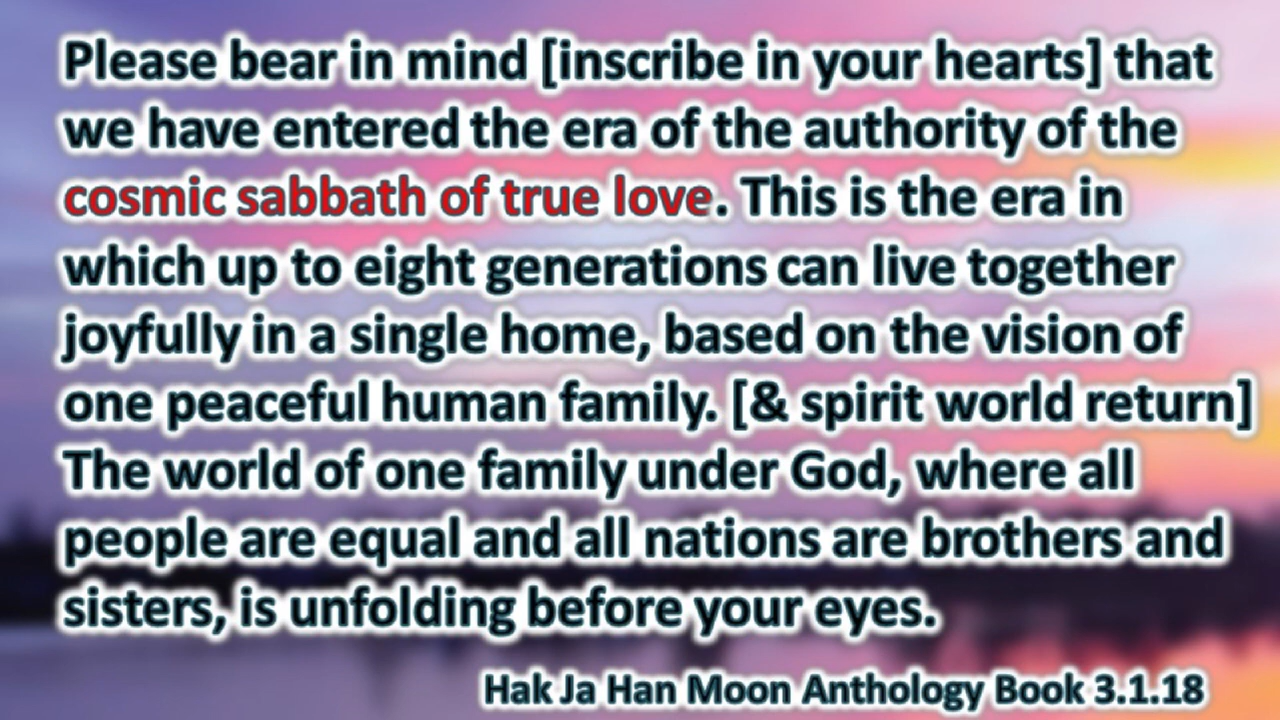 Please bear in mind [inscribe in your hearts] that
we have entered the era of the authority of the
cosmic sabbath of true love. This is the era in
which up to eight generations can live together
joyfully in a single home, based on the vision of
one peaceful human family. [& spirit world return]
The world of one family under God, where all
people are equal and all nations are brothers and
sisters, is unfolding before your eyes.
Hak Ja Han Moon Anthology Book 3.1.18